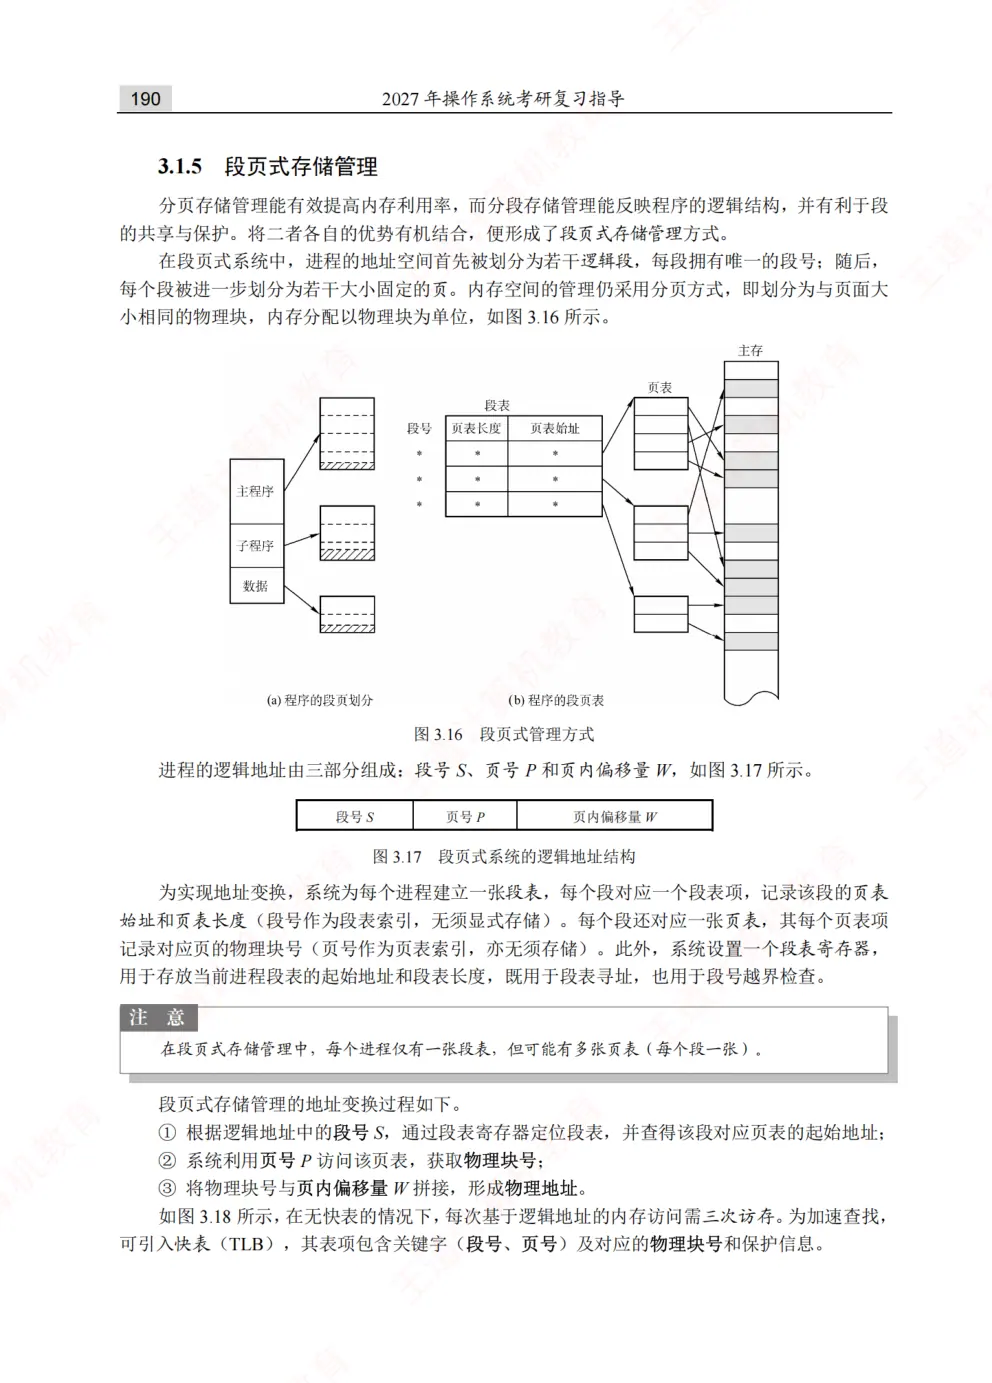 190
2027 年操作系统考研复习指导
3.1.5 段页式存储管理
分页存储管理能有效提高内存利用率，而分段存储管理能反映程序的逻辑结构，并有利于段
的共享与保护。将二者各自的优势有机结合，便形成了段页式存储管理方式。
在段页式系统中，进程的地址空间首先被划分为若干逻辑段，每段拥有唯一的段号；随后，
每个段被进一步划分为若干大小固定的页。内存空间的管理仍采用分页方式，即划分为与页面大
小相同的物理块，内存分配以物理块为单位，如图 3.16 所示。
主程序
子程序
数据
段表
段号 页表长度 页表始址
* * *
* * *
* * *
页表
主存
(a) 程序的段页划分
(b) 程序的段页表
图 3.16 段页式管理方式
进程的逻辑地址由三部分组成：段号 S、页号 P 和页内偏移量 W，如图 3.17 所示。
段号 S 页号 P 页内偏移量 W
图 3.17 段页式系统的逻辑地址结构
为实现地址变换，系统为每个进程建立一张段表，每个段对应一个段表项，记录该段的页表
始址和页表长度（段号作为段表索引，无须显式存储）。每个段还对应一张页表，其每个页表项
记录对应页的物理块号（页号作为页表索引，亦无须存储）。此外，系统设置一个段表寄存器，
用于存放当前进程段表的起始地址和段表长度，既用于段表寻址，也用于段号越界检查。
注 意
在段页式存储管理中，每个进程仅有一张段表，但可能有多张页表（每个段一张）。
段页式存储管理的地址变换过程如下。
① 根据逻辑地址中的段号 S，通过段表寄存器定位段表，并查得该段对应页表的起始地址；
② 系统利用页号 P 访问该页表，获取物理块号；
③ 将物理块号与页内偏移量 W 拼接，形成物理地址。
如图 3.18 所示，在无快表的情况下，每次基于逻辑地址的内存访问需三次访存。为加速查找，
可引入快表（TLB），其表项包含关键字（段号、页号）及对应的物理块号和保护信息。
王道计算机教育